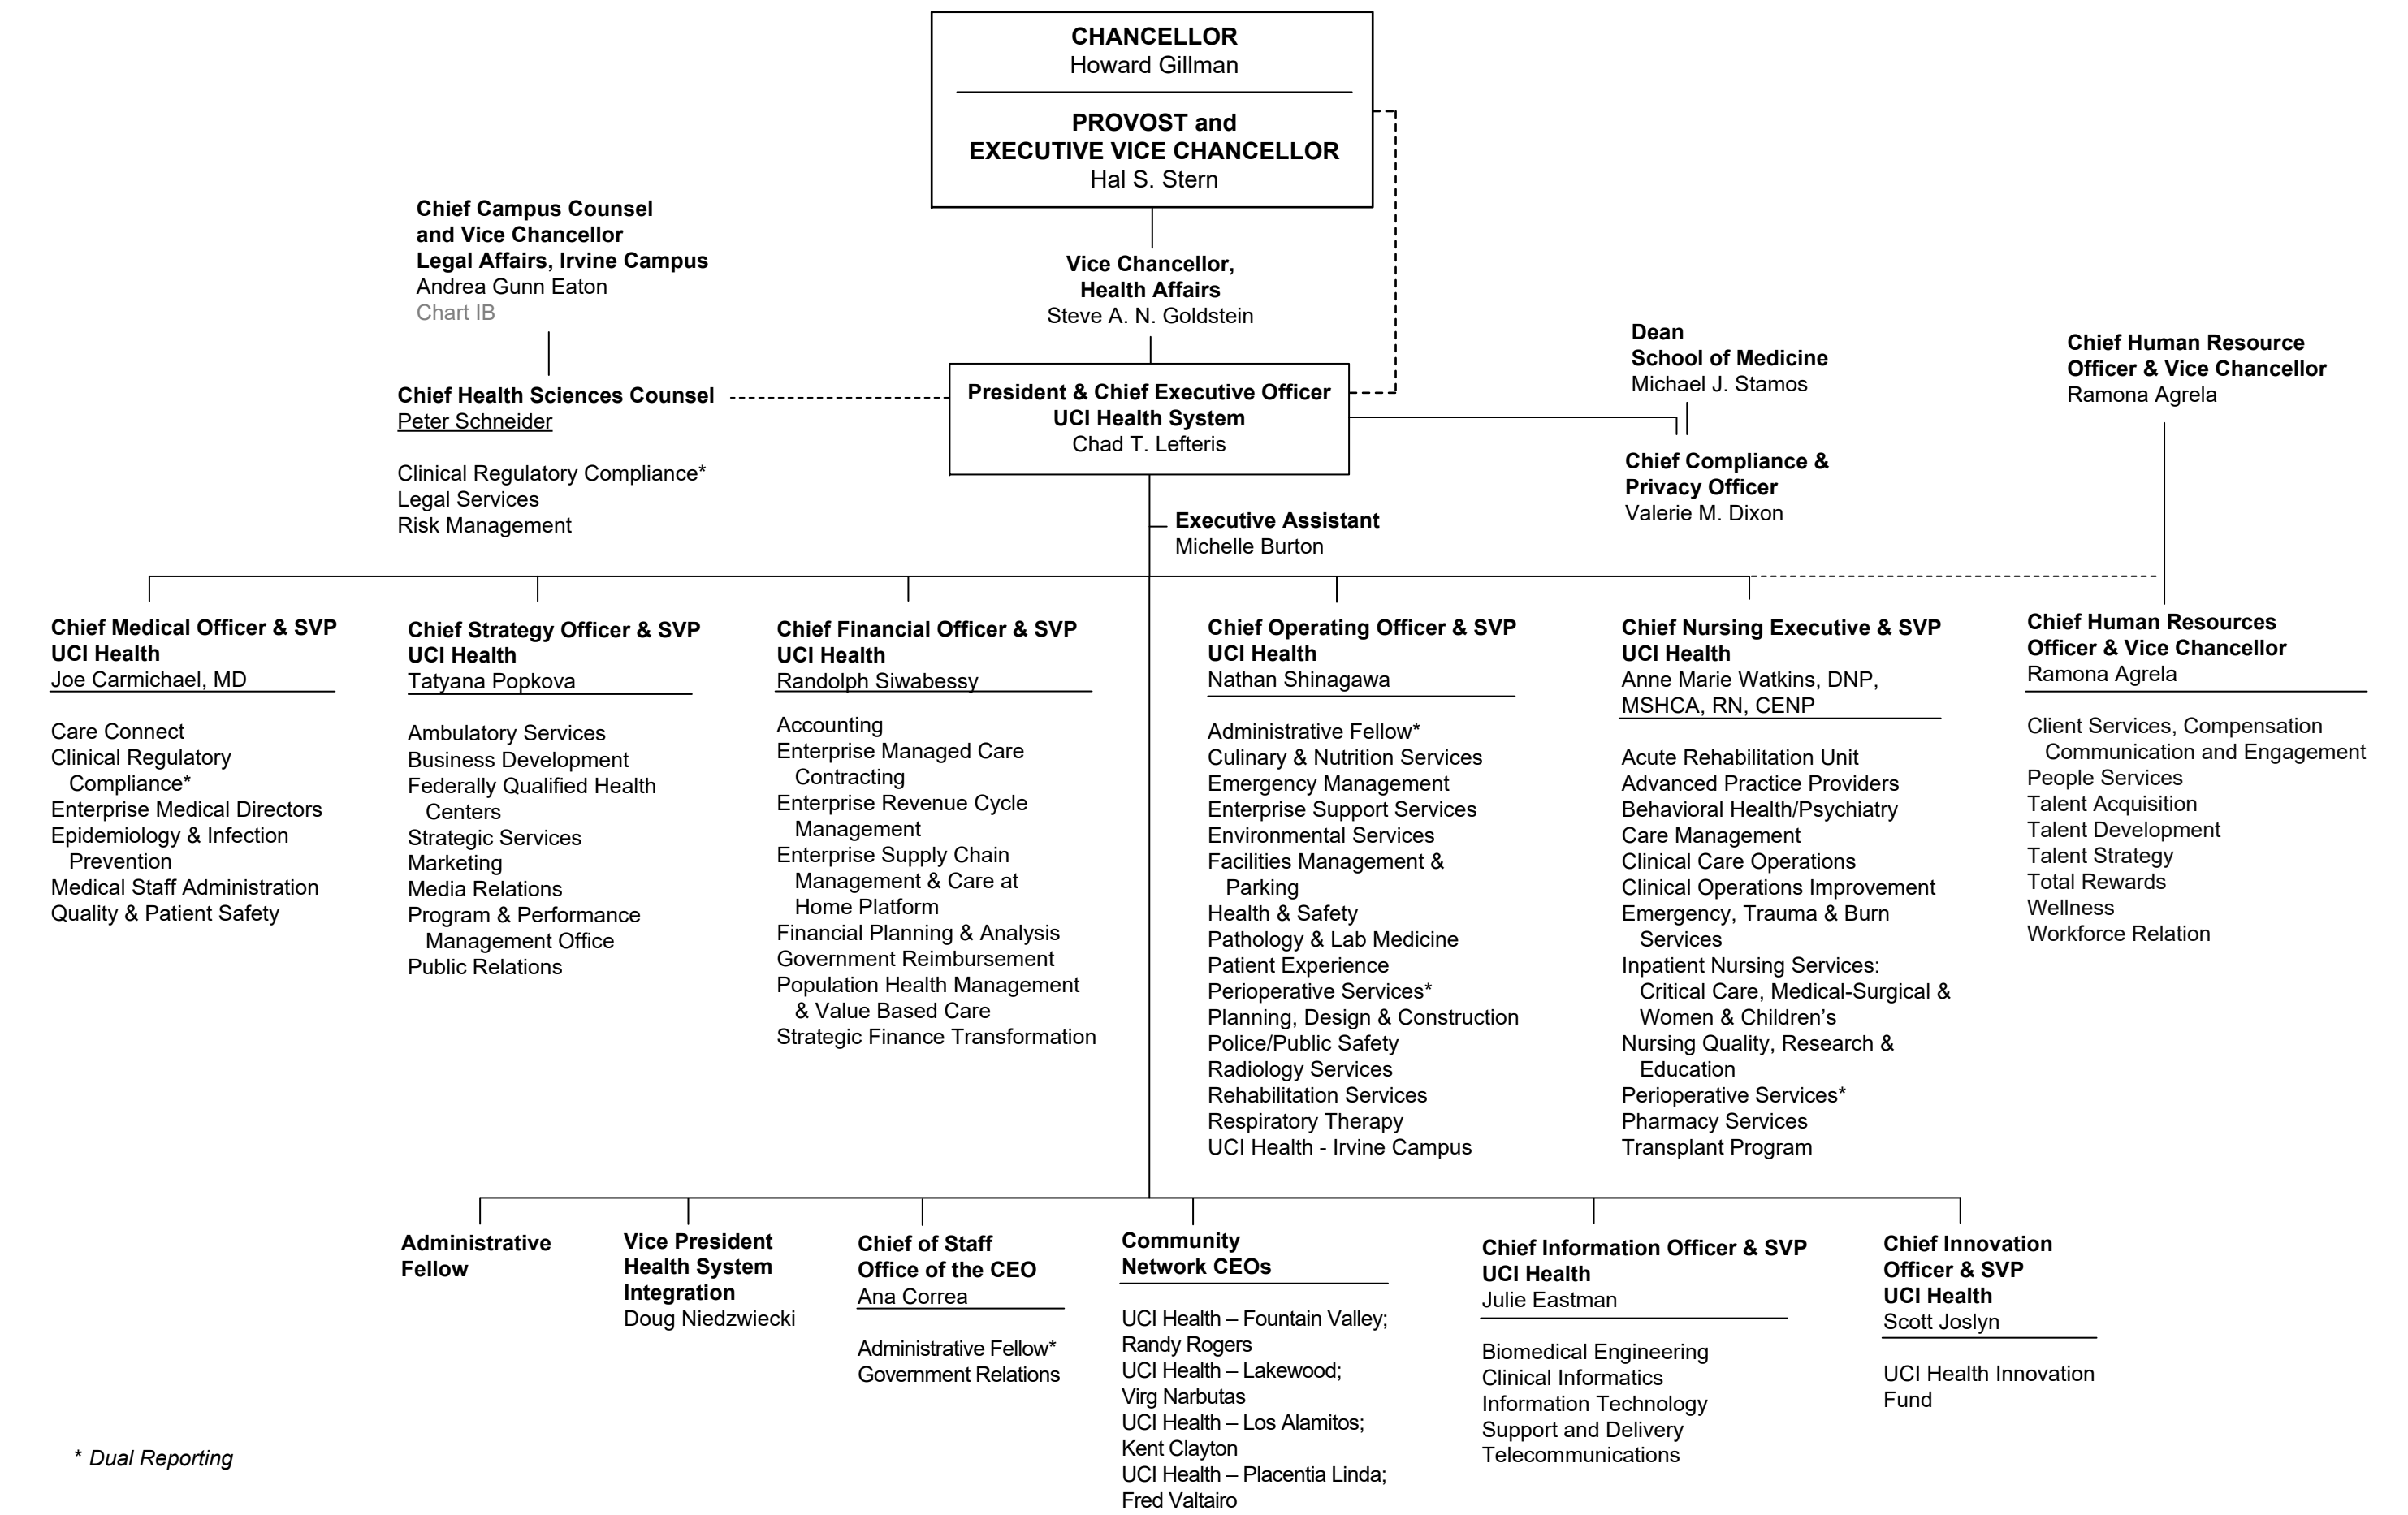 CHANCELLOR
Howard Gillman
PROVOST and
EXECUTIVE VICE CHANCELLOR
Hal S. Stern
Chief Campus Counsel
and Vice Chancellor
Legal Affairs, Irvine Campus
Andrea Gunn Eaton
Chart IB
Vice Chancellor,
Health Affairs
Steve A. N. Goldstein
Dean
School of Medicine
Michael J. Stamos
Chief Human Resource
Officer & Vice Chancellor
Ramona Agrela
Chief Health Sciences Counsel
Peter Schneider
Clinical Regulatory Compliance*
Legal Services
Risk Management
President & Chief Executive Officer
UCI Health System
Chad T. Lefteris
Chief Compliance &
Privacy Officer
Valerie M. Dixon
Executive Assistant
Michelle Burton
Chief Medical Officer & SVP
UCI Health
Joe Carmichael, MD
Care Connect
Clinical Regulatory
Compliance*
Enterprise Medical Directors
Epidemiology & Infection
Prevention
Medical Staff Administration
Quality & Patient Safety
Chief Strategy Officer & SVP
UCI Health
Tatyana Popkova
Ambulatory Services
Business Development
Federally Qualified Health
Centers
Strategic Services
Marketing
Media Relations
Program & Performance
Management Office
Public Relations
Chief Financial Officer & SVP
UCI Health
Randolph Siwabessy
Accounting
Enterprise Managed Care
Contracting
Enterprise Revenue Cycle
Management
Enterprise Supply Chain
Management & Care at
Home Platform
Financial Planning & Analysis
Government Reimbursement
Population Health Management
& Value Based Care
Strategic Finance Transformation
Chief Operating Officer & SVP
UCI Health
Nathan Shinagawa
Administrative Fellow*
Culinary & Nutrition Services
Emergency Management
Enterprise Support Services
Environmental Services
Facilities Management &
Parking
Health & Safety
Pathology & Lab Medicine
Patient Experience
Perioperative Services*
Planning, Design & Construction
Police/Public Safety
Radiology Services
Rehabilitation Services
Respiratory Therapy
UCI Health - Irvine Campus
Chief Nursing Executive & SVP
UCI Health
Anne Marie Watkins, DNP,
MSHCA, RN, CENP
Acute Rehabilitation Unit
Advanced Practice Providers
Behavioral Health/Psychiatry
Care Management
Clinical Care Operations
Clinical Operations Improvement
Emergency, Trauma & Burn
Services
Inpatient Nursing Services:
Critical Care, Medical-Surgical &
Women & Children’s
Nursing Quality, Research &
Education
Perioperative Services*
Pharmacy Services
Transplant Program
Chief Human Resources
Officer & Vice Chancellor
Ramona Agrela
Client Services, Compensation
Communication and Engagement
People Services
Talent Acquisition
Talent Development
Talent Strategy
Total Rewards
Wellness
Workforce Relation
Administrative
Fellow
Vice President
Health System
Integration
Doug Niedzwiecki
Chief of Staff
Office of the CEO
Ana Correa
Administrative Fellow*
Government Relations
Community
Network CEOs
UCI Health – Fountain Valley;
Randy Rogers
UCI Health – Lakewood;
Virg Narbutas
UCI Health – Los Alamitos;
Kent Clayton
UCI Health – Placentia Linda;
Fred Valtairo
Chief Information Officer & SVP
UCI Health
Julie Eastman
Biomedical Engineering
Clinical Informatics
Information Technology
Support and Delivery
Telecommunications
Chief Innovation
Officer & SVP
UCI Health
Scott Joslyn
UCI Health Innovation
Fund
* Dual Reporting